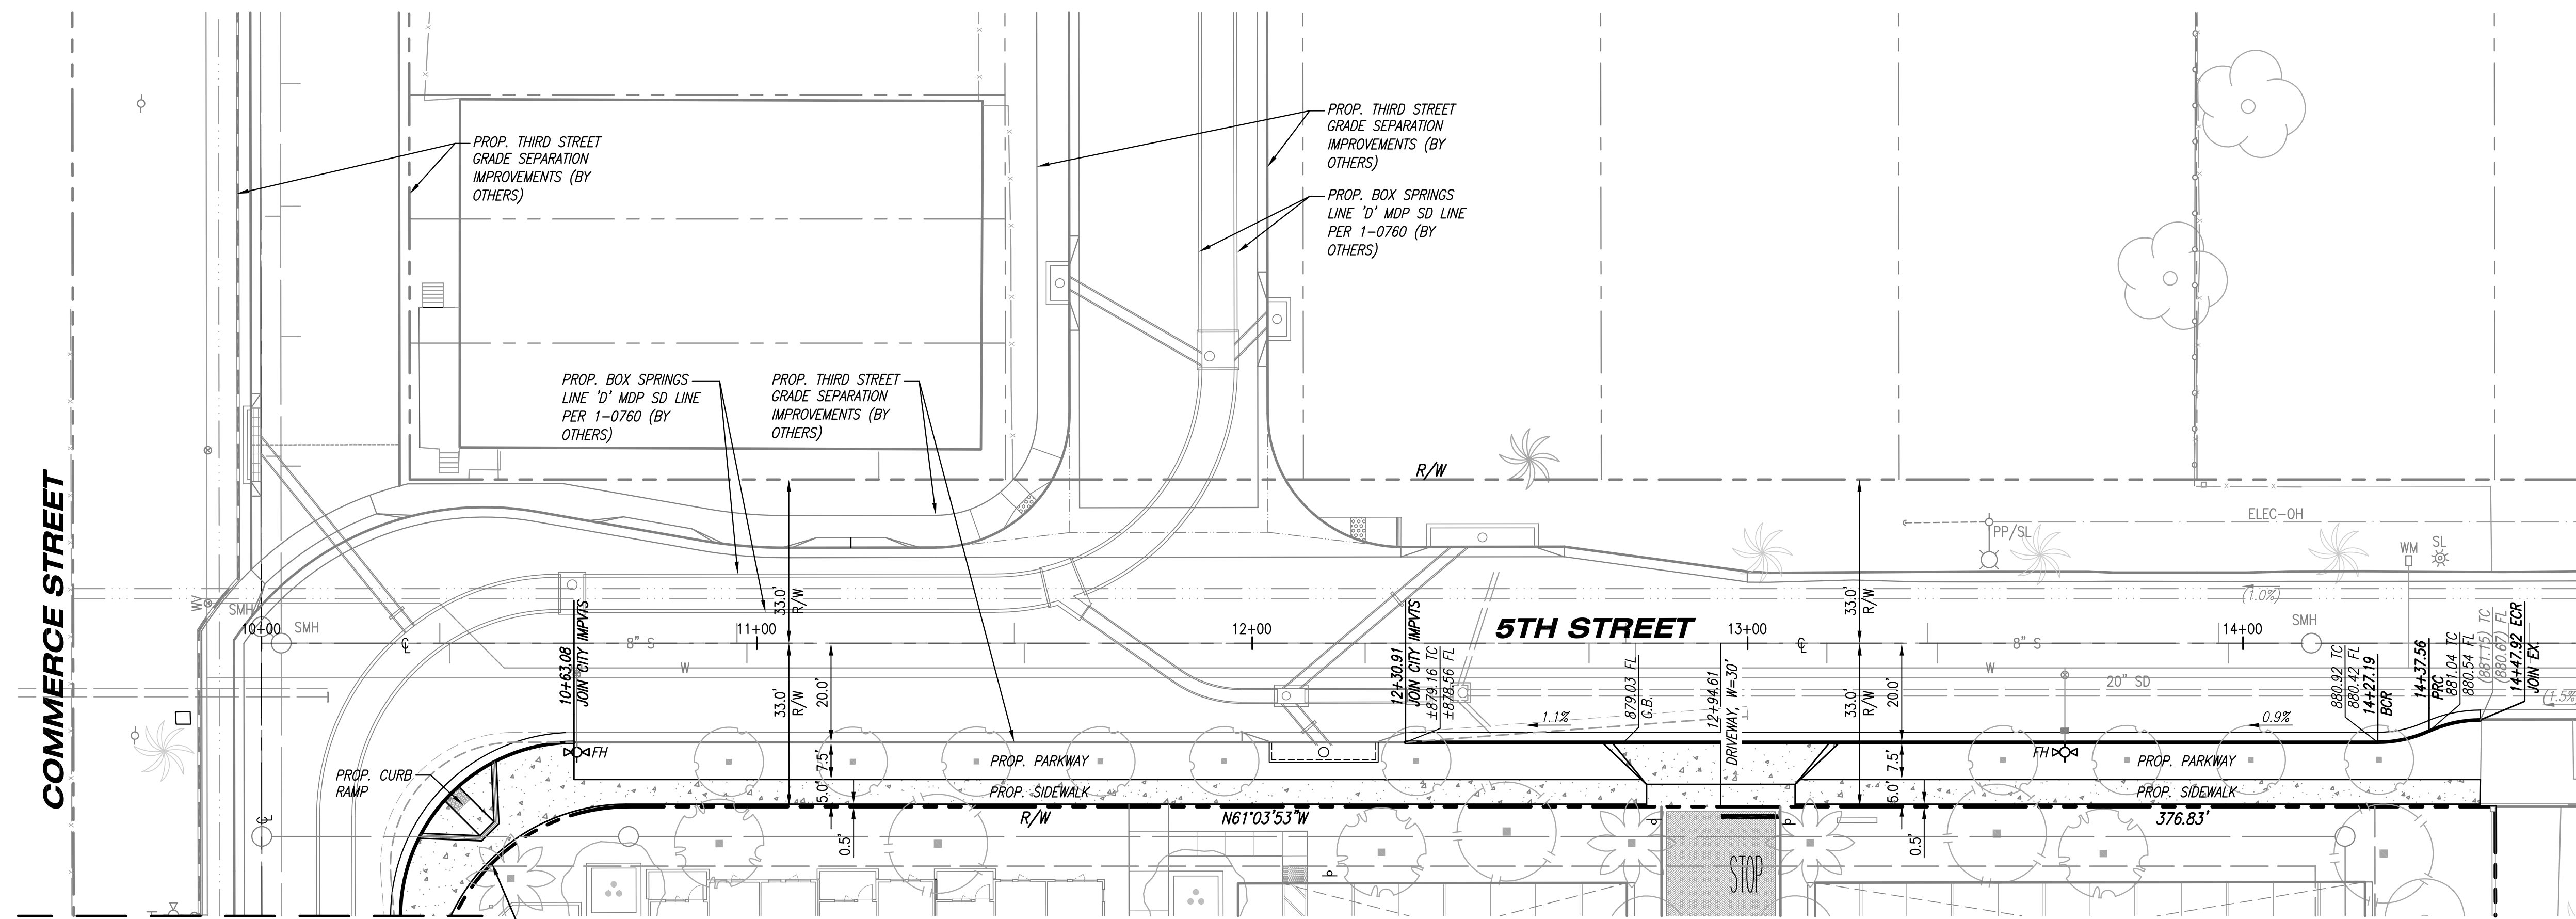 PROP. THIRD STREET
GRADE SEPARATION
IMPROVEMENTS (BY
OTHERS)
PROP. THIRD STREET
GRADE SEPARATION
IMPROVEMENTS (BY
OTHERS)
PROP. BOX SPRINGS
LINE 'D' MDP SD LINE
PER 1-0760 (BY
OTHERS)
PROP. BOX SPRINGS
LINE 'D' MDP SD LINE
PER 1-0760 (BY
OTHERS)
PROP. THIRD STREET
GRADE SEPARATION
IMPROVEMENTS (BY
OTHERS)
COMMERCE STREET
R/W
ELEC-OH
PP/SL
WM
SL
WV
SMH
SMH
10+00
11+00
12+00
5TH STREET
13+00
14+00
SMH
8" S
8" S
W
W
20" SD
(1.0%)
(1.5%
33.0'
R/W
33.0'
R/W
33.0'
R/W
33.0'
R/W
20.0'
20.0'
7.5'
7.5'
5.0'
5.0'
0.5'
0.5'
10+63.08
JOIN CITY IMPVTS
12+30.91
JOIN CITY IMPVTS
±879.16 TC
±878.56 FL
1.1%
879.03 FL
G.B.
12+94.61
DRIVEWAY, W=30'
0.9%
880.92 TC
880.42 FL
14+27.19
BCR
14+37.56
PRC
881.04 TC
880.54 FL
(881.15) TC
(880.67) FL
14+47.92 ECR
JOIN EX.
FH
FH
PROP. PARKWAY
PROP. SIDEWALK
PROP. PARKWAY
PROP. SIDEWALK
PROP. CURB
RAMP
R/W
N61°03'53"W
376.83'
STOP